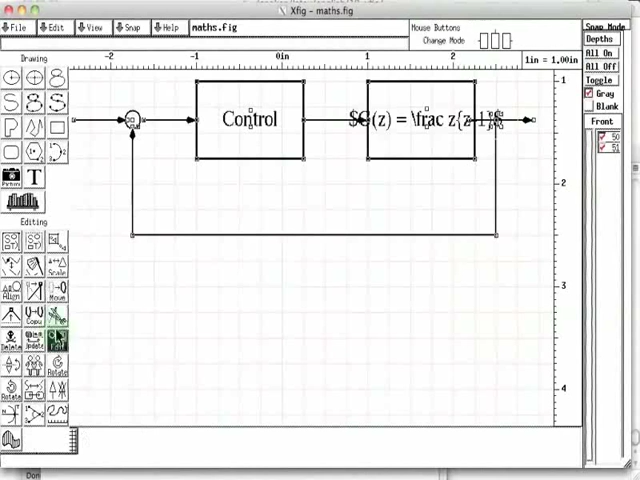 Xfig - maths.fig
File Edit View Snap Help maths.fig
Mouse Buttons
Change Mode
Snap Mode
Drawing
-2 -1 0in 1 2
1in = 1.00in
Depths
All On
All Off
Toggle
Gray
Blank
Front
50
51
1
2
3
4
Control
$G(z) = \frac z{z-1}$
T
Editing
Scale
Align
Move
Copy
Delete
Update
Edit
Rotate
Rotate
Don